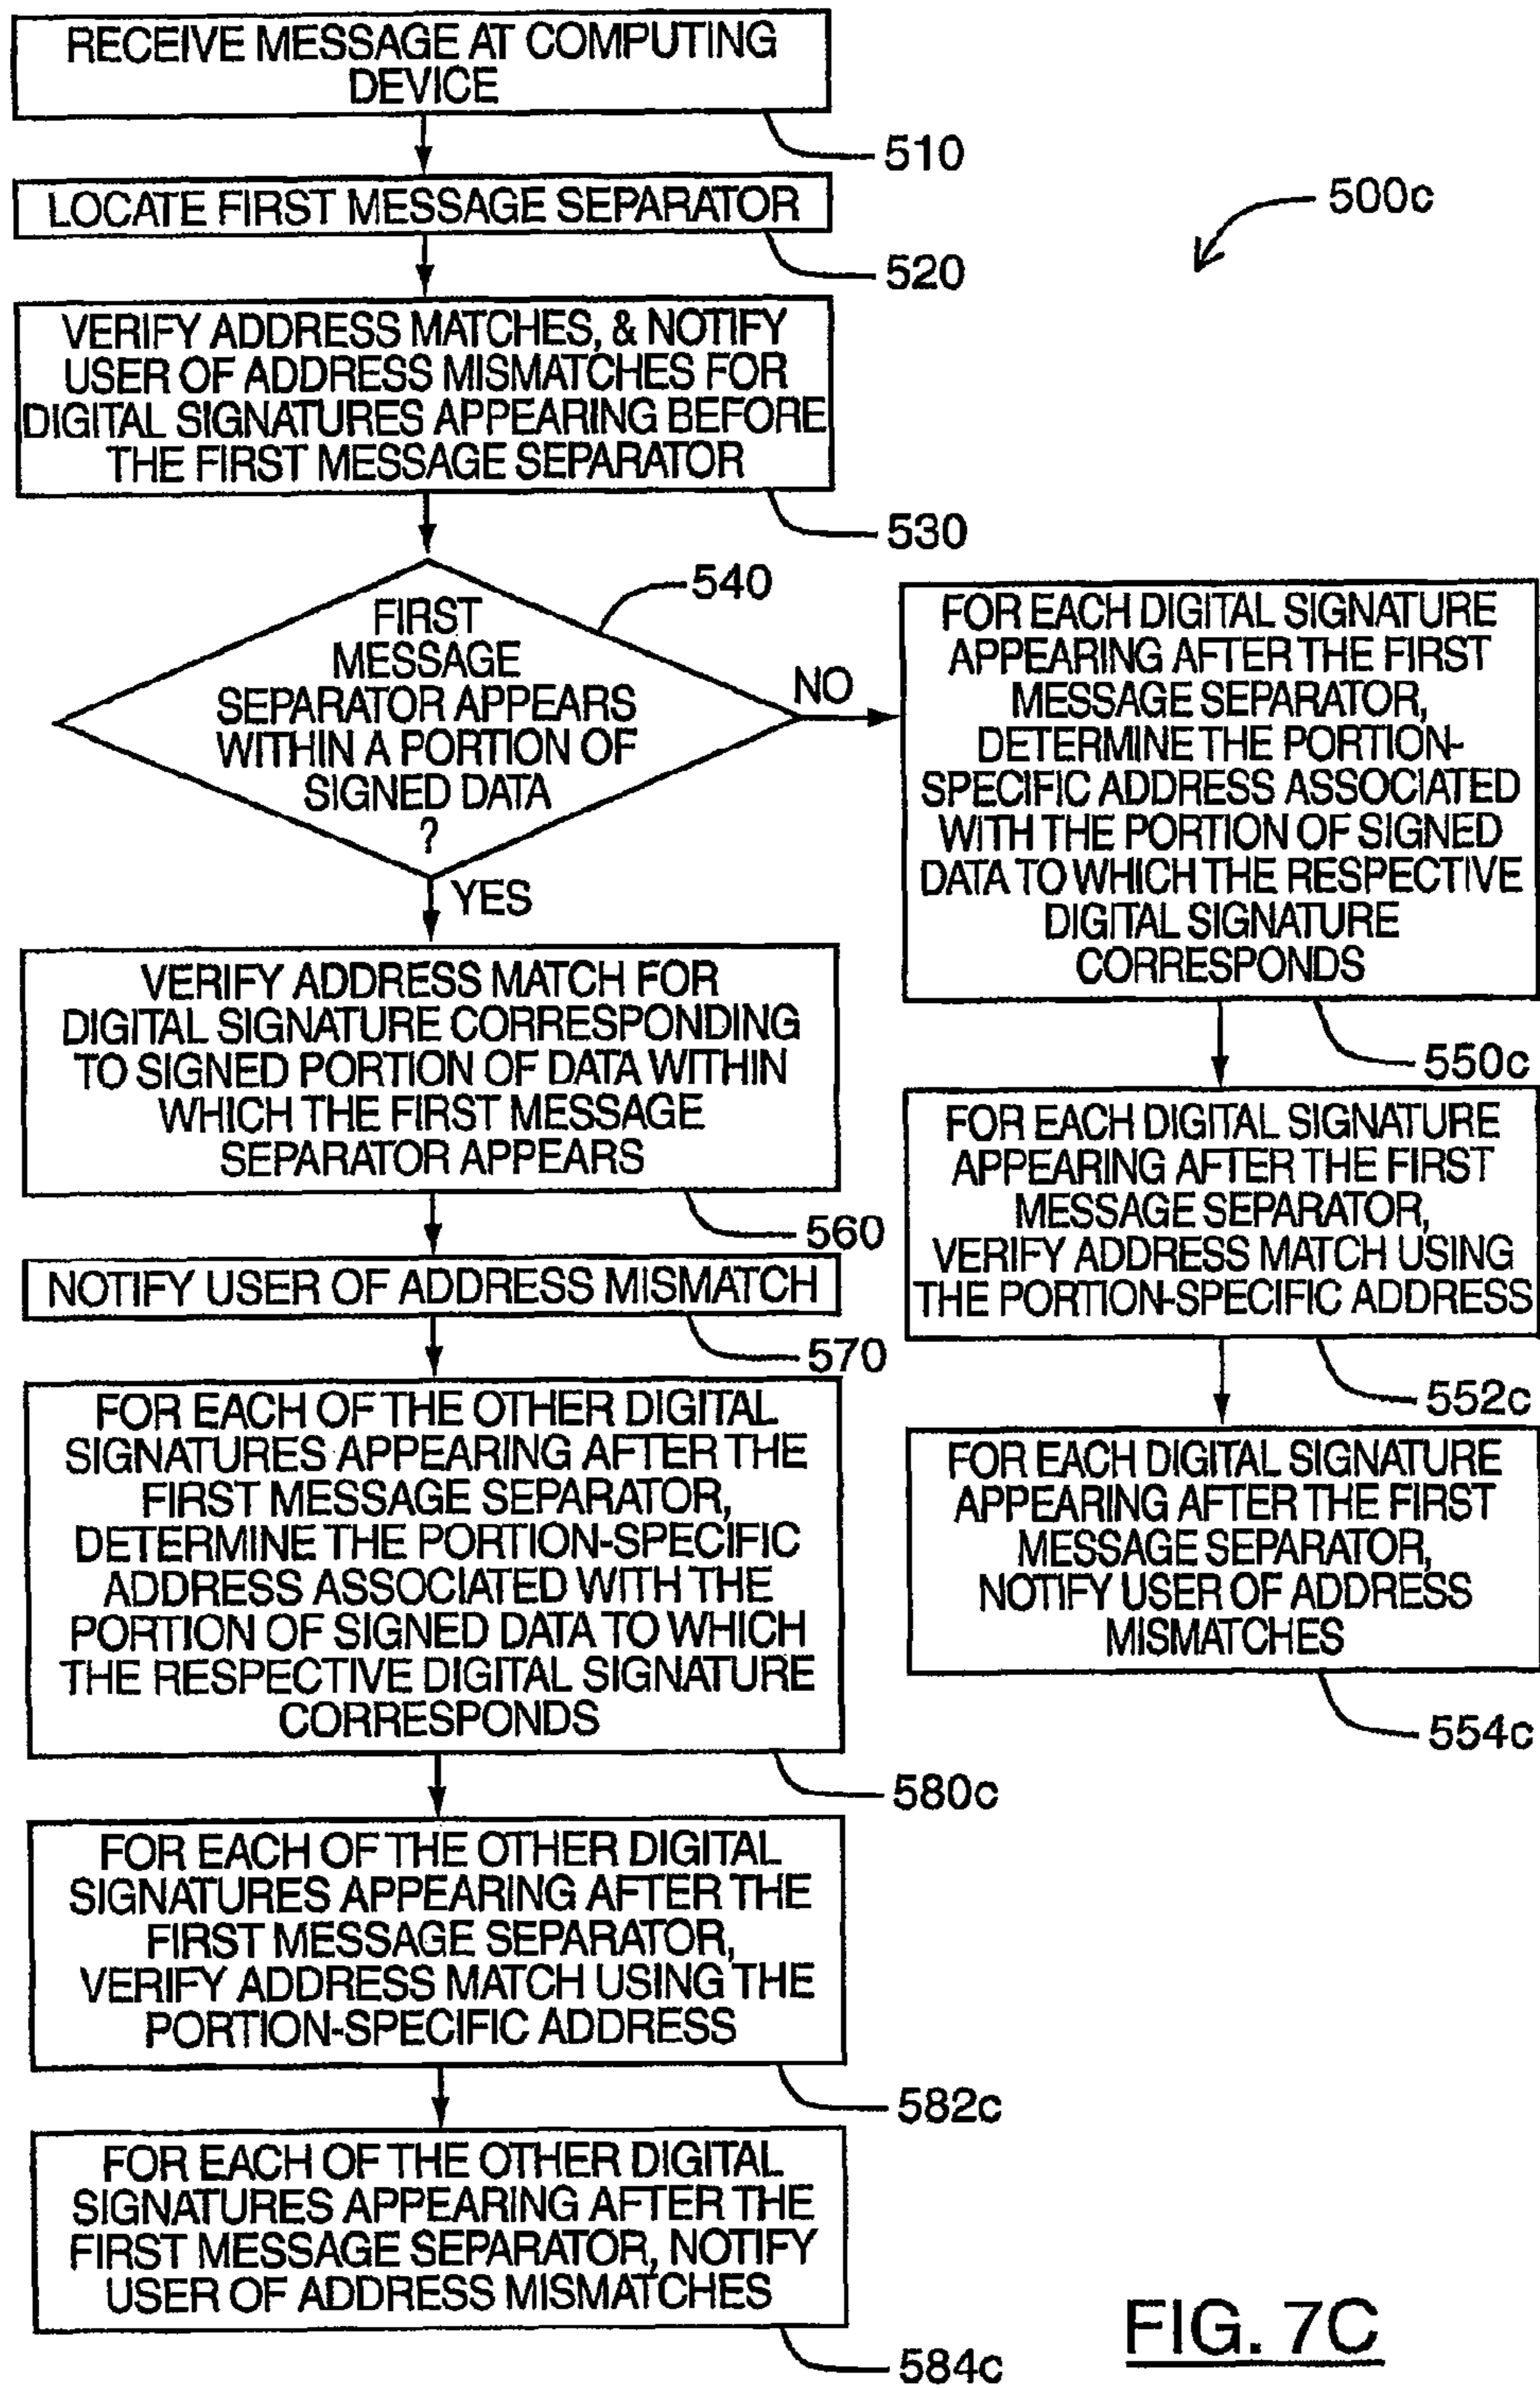 RECEIVE MESSAGE AT COMPUTING
DEVICE
510
LOCATE FIRST MESSAGE SEPARATOR
520
500c
VERIFY ADDRESS MATCHES, & NOTIFY
USER OF ADDRESS MISMATCHES FOR
DIGITAL SIGNATURES APPEARING BEFORE
THE FIRST MESSAGE SEPARATOR
530
FIRST
MESSAGE
SEPARATOR APPEARS
WITHIN A PORTION OF
SIGNED DATA
?
540
NO
YES
FOR EACH DIGITAL SIGNATURE
APPEARING AFTER THE FIRST
MESSAGE SEPARATOR,
DETERMINE THE PORTION-
SPECIFIC ADDRESS ASSOCIATED
WITH THE PORTION OF SIGNED
DATA TO WHICH THE RESPECTIVE
DIGITAL SIGNATURE
CORRESPONDS
550c
FOR EACH DIGITAL SIGNATURE
APPEARING AFTER THE FIRST
MESSAGE SEPARATOR,
VERIFY ADDRESS MATCH USING
THE PORTION-SPECIFIC ADDRESS
552c
FOR EACH DIGITAL SIGNATURE
APPEARING AFTER THE FIRST
MESSAGE SEPARATOR,
NOTIFY USER OF ADDRESS
MISMATCHES
554c
VERIFY ADDRESS MATCH FOR
DIGITAL SIGNATURE CORRESPONDING
TO SIGNED PORTION OF DATA WITHIN
WHICH THE FIRST MESSAGE
SEPARATOR APPEARS
560
NOTIFY USER OF ADDRESS MISMATCH
570
FOR EACH OF THE OTHER DIGITAL
SIGNATURES APPEARING AFTER THE
FIRST MESSAGE SEPARATOR,
DETERMINE THE PORTION-SPECIFIC
ADDRESS ASSOCIATED WITH THE
PORTION OF SIGNED DATA TO WHICH
THE RESPECTIVE DIGITAL SIGNATURE
CORRESPONDS
580c
FOR EACH OF THE OTHER DIGITAL
SIGNATURES APPEARING AFTER THE
FIRST MESSAGE SEPARATOR,
VERIFY ADDRESS MATCH USING THE
PORTION-SPECIFIC ADDRESS
582c
FOR EACH OF THE OTHER DIGITAL
SIGNATURES APPEARING AFTER THE
FIRST MESSAGE SEPARATOR, NOTIFY
USER OF ADDRESS MISMATCHES
584c
FIG. 7C